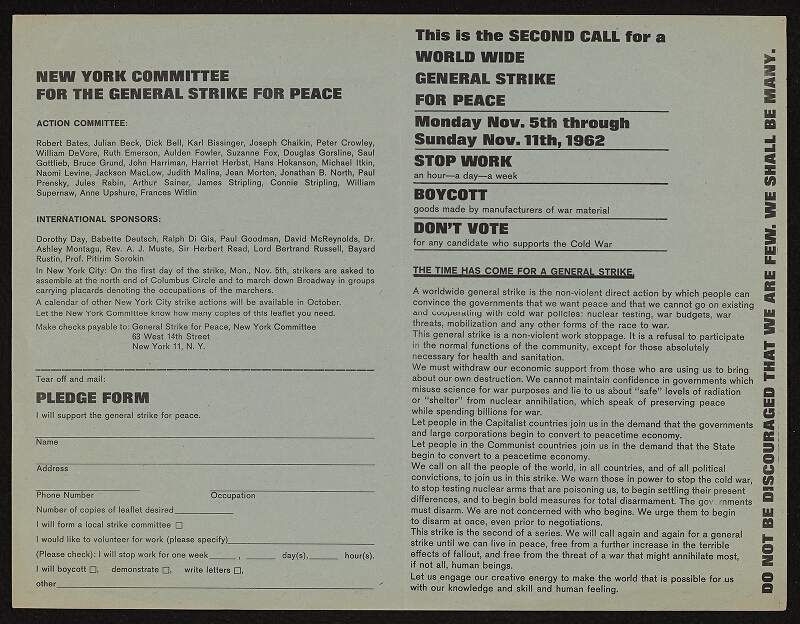 NEW YORK COMMITTEE
FOR THE GENERAL STRIKE FOR PEACE
ACTION COMMITTEE:
Robert Bates, Julian Beck, Dick Bell, Karl Bissinger, Joseph Chaikin, Peter Crowley,
William DeVore, Ruth Emerson, Aulden Fowler, Suzanne Fox, Douglas Gorsline, Saul
Gottlieb, Bruce Grund, John Harriman, Harriet Herbst, Hans Hokanson, Michael Itkin,
Naomi Levine, Jackson MacLow, Judith Malina, Jean Morton, Jonathan B. North, Paul
Prensky, Jules Rabin, Arthur Sainer, James Stripling, Connie Stripling, William
Supernaw, Anne Upshure, Frances Witlin
INTERNATIONAL SPONSORS:
Dorothy Day, Babette Deutsch, Ralph Di Gia, Paul Goodman, David McReynolds, Dr.
Ashley Montagu, Rev. A. J. Muste, Sir Herbert Read, Lord Bertrand Russell, Bayard
Rustin, Prof. Pitirim Sorokin
In New York City: On the first day of the strike, Mon., Nov. 5th, strikers are asked to
assemble at the north end of Columbus Circle and to march down Broadway in groups
carrying placards denoting the occupations of the marchers.
A calendar of other New York City strike actions will be available in October.
Let the New York Committee know how many copies of this leaflet you need.
Make checks payable to: General Strike for Peace, New York Committee
63 West 14th Street
New York 11, N. Y.
Tear off and mail:
PLEDGE FORM
I will support the general strike for peace.
Name
Address
Phone Number Occupation
Number of copies of leaflet desired
I will form a local strike committee
I would like to volunteer for work (please specify)
(Please check): I will stop work for one week , day(s), hour(s).
I will boycott , demonstrate , write letters ,
other
This is the SECOND CALL for a
WORLD WIDE
GENERAL STRIKE
FOR PEACE
Monday Nov. 5th through
Sunday Nov. 11th, 1962
STOP WORK
an hour—a day—a week
BOYCOTT
goods made by manufacturers of war material
DON'T VOTE
for any candidate who supports the Cold War
THE TIME HAS COME FOR A GENERAL STRIKE.
A worldwide general strike is the non-violent direct action by which people can
convince the governments that we want peace and that we cannot go on existing
and cooperating with cold war policies: nuclear testing, war budgets, war
threats, mobilization and any other forms of the race to war.
This general strike is a non-violent work stoppage. It is a refusal to participate
in the normal functions of the community, except for those absolutely
necessary for health and sanitation.
We must withdraw our economic support from those who are using us to bring
about our own destruction. We cannot maintain confidence in governments which
misuse science for war purposes and lie to us about "safe" levels of radiation
or "shelter" from nuclear annihilation, which speak of preserving peace
while spending billions for war.
Let people in the Capitalist countries join us in the demand that the governments
and large corporations begin to convert to peacetime economy.
Let people in the Communist countries join us in the demand that the State
begin to convert to a peacetime economy.
We call on all the people of the world, in all countries, and of all political
convictions, to join us in this strike. We warn those in power to stop the cold war,
to stop testing nuclear arms that are poisoning us, to begin settling their present
differences, and to begin bold measures for total disarmament. The governments
must disarm. We are not concerned with who begins. We urge them to begin
to disarm at once, even prior to negotiations.
This strike is the second of a series. We will call again and again for a general
strike until we can live in peace, free from a further increase in the terrible
effects of fallout, and free from the threat of a war that might annihilate most,
if not all, human beings.
Let us engage our creative energy to make the world that is possible for us
with our knowledge and skill and human feeling.
DO NOT BE DISCOURAGED THAT WE ARE FEW. WE SHALL BE MANY.